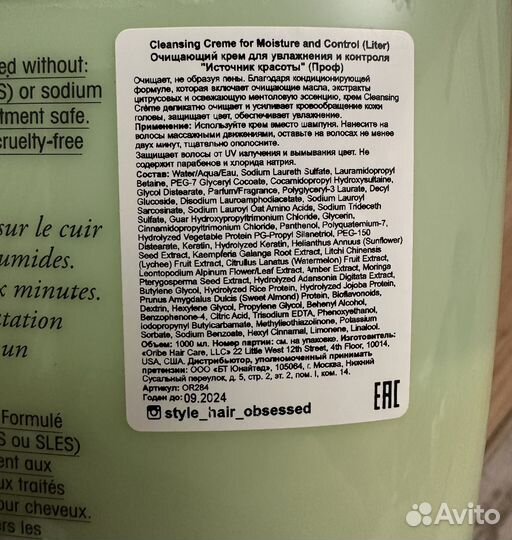 ed without:
S) or sodium
tment safe.
cruelty-free
sur le cuir
umides.
x minutes.
tation
un
Formulé
S ou SLES)
ent aux
ux traités
our cheveux.
ers les
Cleansing Creme for Moisture and Control (Liter)
Очищающий крем для увлажнения и контроля
"Источник красоты" (Проф)
Очищает, не образуя пены. Благодаря кондиционирующей
формуле, которая включает очищающие масла, экстракты
цитрусовых и освежающую ментоловую эссенцию, крем Cleansing
Crème деликатно очищает и усиливает кровообращение кожи
головы, защищает цвет, обеспечивает увлажнение.
Применение: Используйте крем вместо шампуня. Нанесите на
волосы массажными движениями, оставьте на волосах не менее
двух минут, тщательно ополосните.
Защищает волосы от UV излучения и вымывания цвет. Не
содержит парабенов и хлорида натрия.
Состав: Water/Aqua/Eau, Sodium Laureth Sulfate, Lauramidopropyl
Betaine, PEG-7 Glyceryl Cocoate, Cocamidopropyl Hydroxysultaine,
Glycol Distearate, Parfum/Fragrance, Polyglyceryl-3 Laurate, Decyl
Glucoside, Disodium Lauroamphodiacetate, Sodium Lauroyl
Sarcosinate, Sodium Lauroyl Oat Amino Acids, Sodium Trideceth
Sulfate, Guar Hydroxypropyltrimonium Chloride, Glycerin,
Cinnamidopropyltrimonium Chloride, Panthenol, Polyquaternium-7,
Hydrolyzed Vegetable Protein PG-Propyl Silanetriol, PEG-150
Distearate, Keratin, Hydrolyzed Keratin, Helianthus Annuus (Sunflower)
Seed Extract, Kaempferia Galanga Root Extract, Litchi Chinensis
(Lychee) Fruit Extract, Citrullus Lanatus (Watermelon) Fruit Extract,
Leontopodium Alpinum Flower/Leaf Extract, Amber Extract, Moringa
Pterygosperma Seed Extract, Hydrolyzed Adansonia Digitata Extract,
Butylene Glycol, Hydrolyzed Rice Protein, Hydrolyzed Jojoba Protein,
Prunus Amygdalus Dulcis (Sweet Almond) Protein, Bioflavonoids,
Dextrin, Hexylene Glycol, Propylene Glycol, Behenyl Alcohol,
Benzophenone-4, Citric Acid, Trisodium EDTA, Phenoxyethanol,
Iodopropynyl Butylcarbamate, Methylisothiazolinone, Potassium
Sorbate, Sodium Benzoate, Hexyl Cinnamal, Limonene, Linalool.
Объем: 1000 мл. Номер партии: см. на упаковке. Изготовитель:
«Oribe Hair Care, LLC» 22 Little West 12th Street, 4th Floor, 10014,
США. Дистрибьютор, уполномоченный принимать
претензии: ООО «БТ Юнайтед», 105064, г. Москва, Нижний
Сусальный переулок, д. 5, стр. 2, эт. 2, пом. I, ком. 14.
Артикул: OR284
Годен до:
09.2024
style_hair_obsessed
EAC
Avito